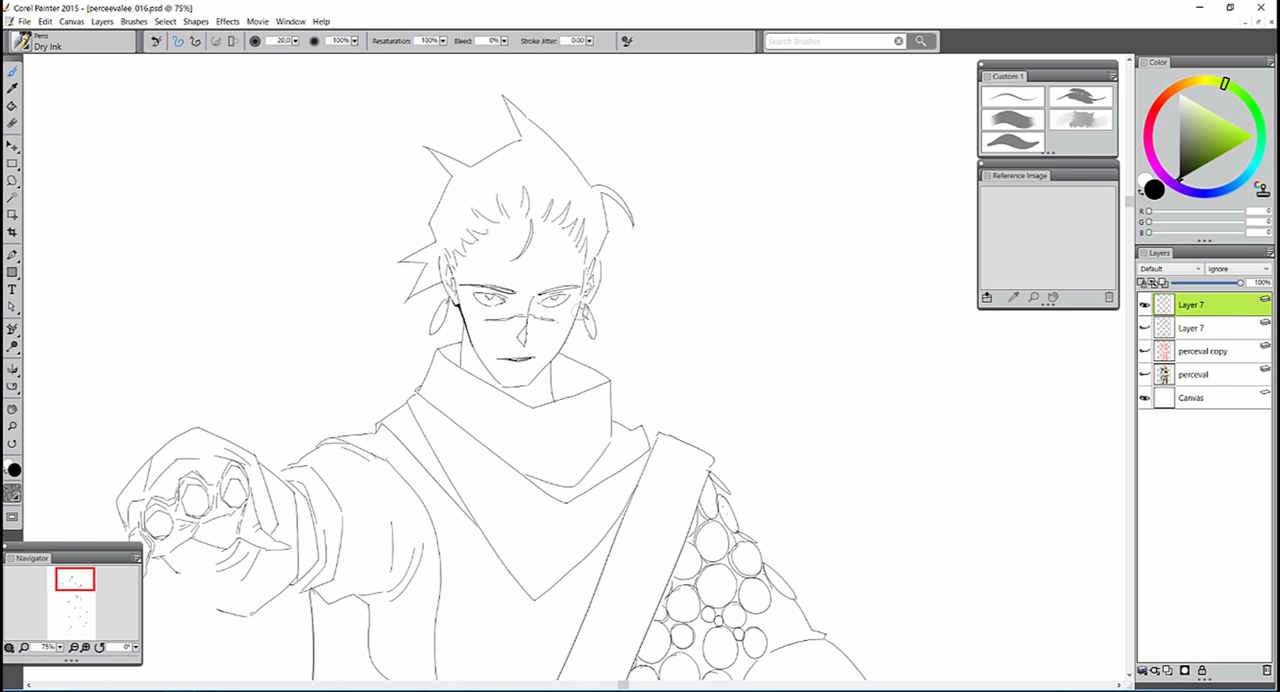 Corel Painter 2015 - [perceevalee_016.psd @ 75%]
File Edit Canvas Layers Brushes Select Shapes Effects Movie Window Help
Pens
Dry Ink
20.0 100% Resaturation: 100% Bleed: 0% Stroke Jitter: 0.00 Search Brushes
Custom 1
Reference Image
Color
R 0
G 0
B 0
Layers
Default Ignore
100%
Layer 7
Layer 7
perceval copy
perceval
Canvas
T
Navigator
75% 0°